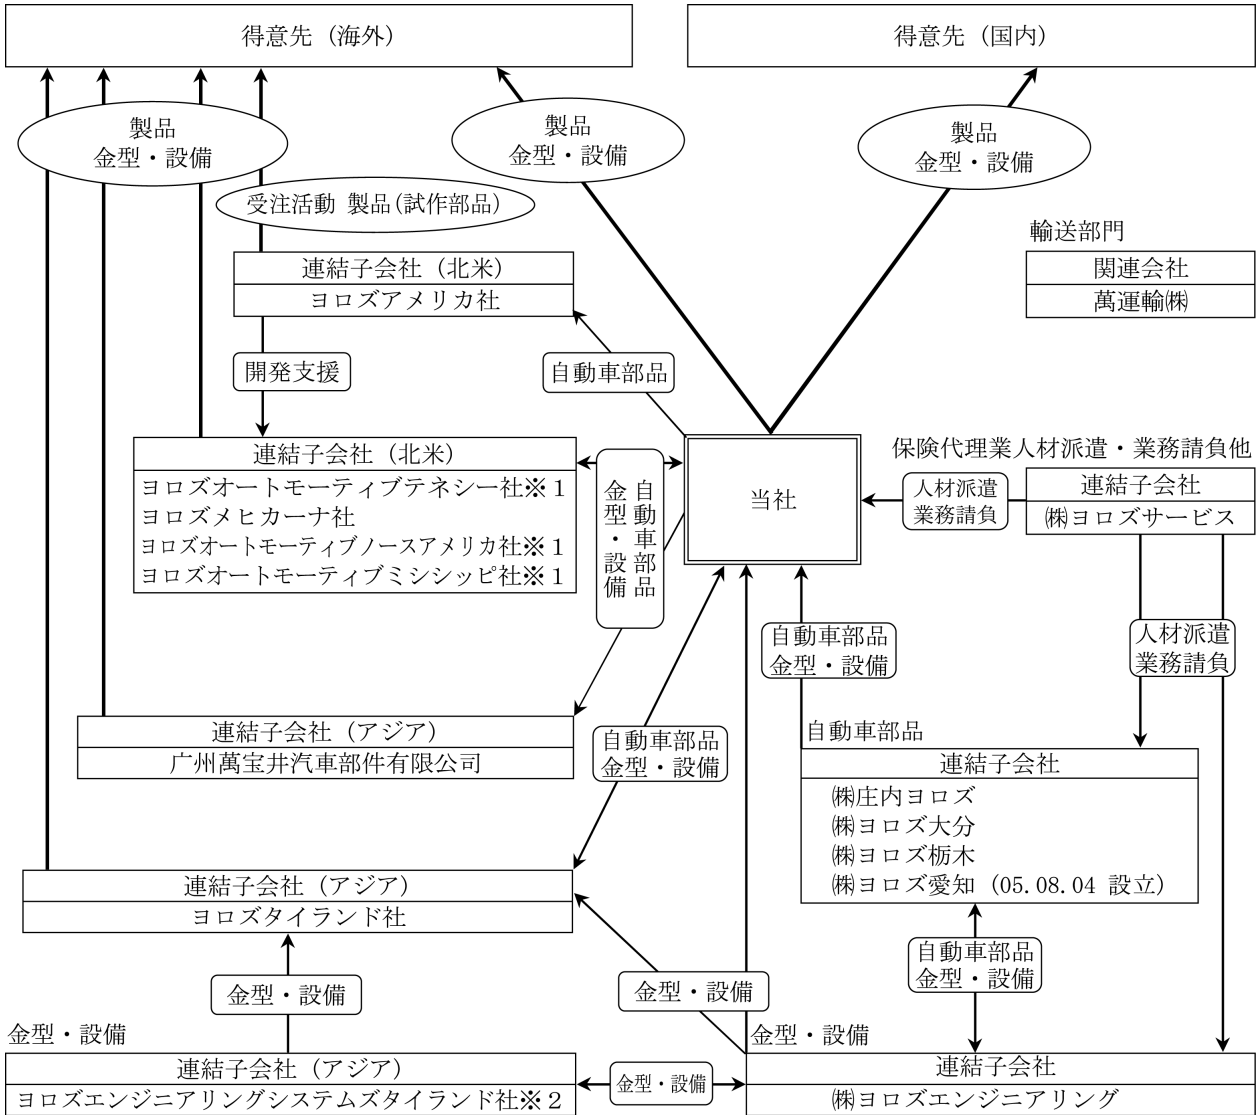 得意先（海外）
得意先（国内）
製品
金型・設備
製品
金型・設備
製品
金型・設備
受注活動 製品(試作部品)
輸送部門
関連会社
萬運輸㈱
連結子会社（北米）
ヨロズアメリカ社
開発支援
自動車部品
連結子会社（北米）
ヨロズオートモーティブテネシー社※１
ヨロズメヒカーナ社
ヨロズオートモーティブノースアメリカ社※１
ヨロズオートモーティブミシシッピ社※１
自動車部品
金型・設備
当社
保険代理業人材派遣・業務請負他
連結子会社
㈱ヨロズサービス
人材派遣
業務請負
人材派遣
業務請負
自動車部品
金型・設備
連結子会社（アジア）
广州萬宝井汽車部件有限公司
自動車部品
金型・設備
自動車部品
連結子会社
㈱庄内ヨロズ
㈱ヨロズ大分
㈱ヨロズ栃木
㈱ヨロズ愛知（05.08.04 設立）
連結子会社（アジア）
ヨロズタイランド社
自動車部品
金型・設備
金型・設備
金型・設備
金型・設備
連結子会社（アジア）
ヨロズエンジニアリングシステムズタイランド社※２
金型・設備
金型・設備
連結子会社
㈱ヨロズエンジニアリング